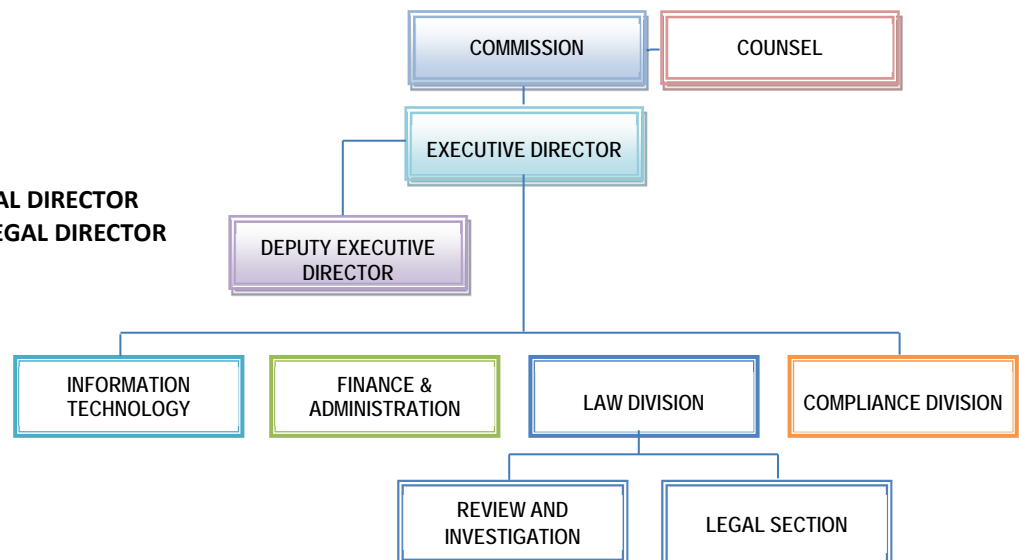 COMMISSION
COUNSEL
EXECUTIVE DIRECTOR
AL DIRECTOR
EGAL DIRECTOR
DEPUTY EXECUTIVE
DIRECTOR
INFORMATION
TECHNOLOGY
FINANCE &
ADMINISTRATION
LAW DIVISION
COMPLIANCE DIVISION
REVIEW AND
INVESTIGATION
LEGAL SECTION